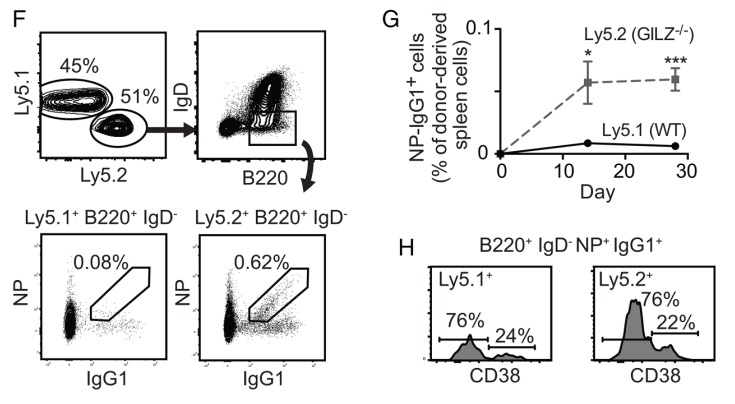 F
45%
51%
Ly5.1
Ly5.2
IgD
B220
Ly5.1⁺ B220⁺ IgD⁻
Ly5.2⁺ B220⁺ IgD⁻
0.08%
0.62%
NP
NP
IgG1
IgG1
G
NP-IgG1⁺ cells
(% of donor-derived
spleen cells)
0.1
0
Ly5.2 (GILZ⁻/⁻)
*
***
Ly5.1 (WT)
0
10
20
30
Day
H
B220⁺ IgD⁻ NP⁺ IgG1⁺
Ly5.1⁺
76%
24%
CD38
Ly5.2⁺
76%
22%
CD38